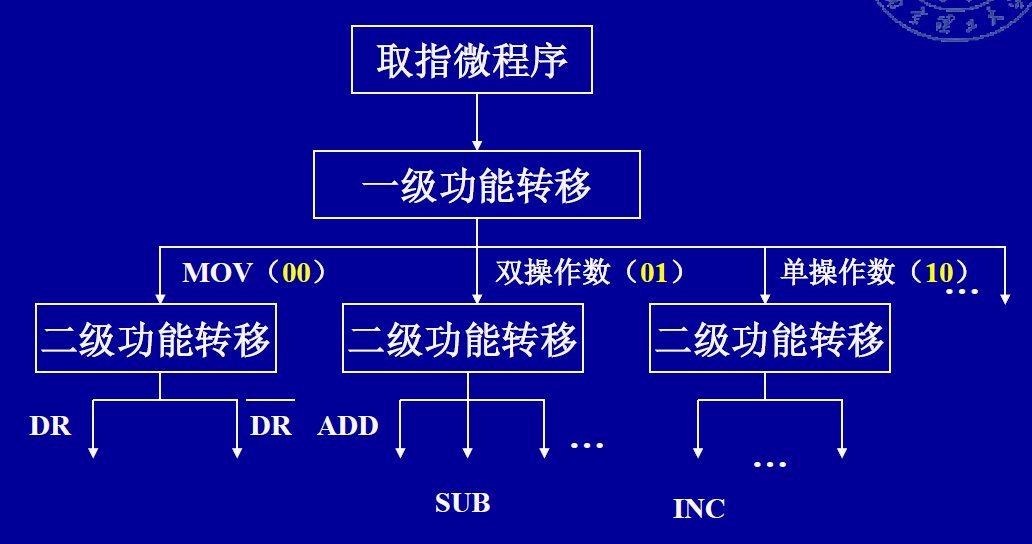 取指微程序
一级功能转移
MOV（00） 双操作数（01） 单操作数（10） …
二级功能转移 二级功能转移 二级功能转移
DR D̅R̅ ADD … …
SUB INC